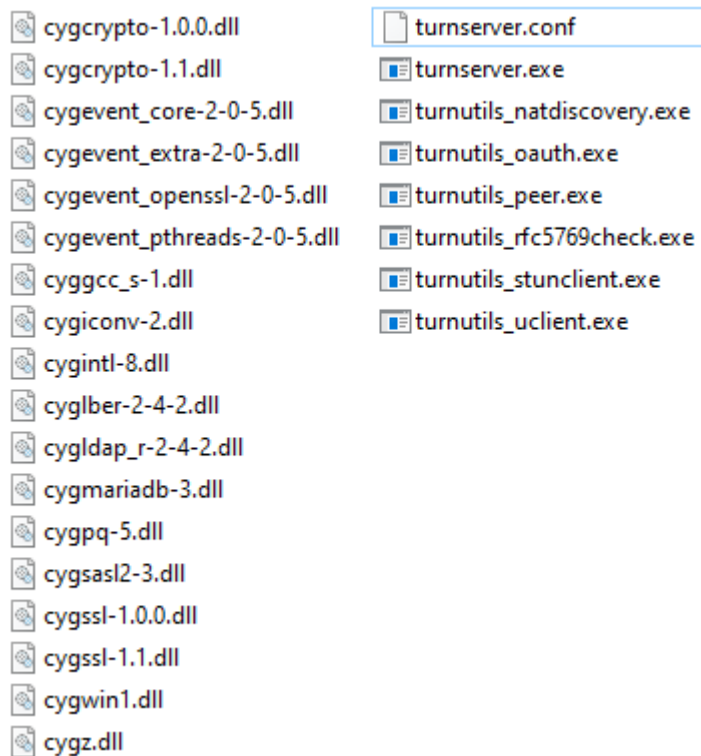 cygcrypto-1.0.0.dll
cygcrypto-1.1.dll
cygevent_core-2-0-5.dll
cygevent_extra-2-0-5.dll
cygevent_openssl-2-0-5.dll
cygevent_pthreads-2-0-5.dll
cyggcc_s-1.dll
cygiconv-2.dll
cygintl-8.dll
cyglber-2-4-2.dll
cygldap_r-2-4-2.dll
cygmariadb-3.dll
cygpq-5.dll
cygsasl2-3.dll
cygssl-1.0.0.dll
cygssl-1.1.dll
cygwin1.dll
cygz.dll
turnserver.conf
turnserver.exe
turnutils_natdiscovery.exe
turnutils_oauth.exe
turnutils_peer.exe
turnutils_rfc5769check.exe
turnutils_stunclient.exe
turnutils_uclient.exe